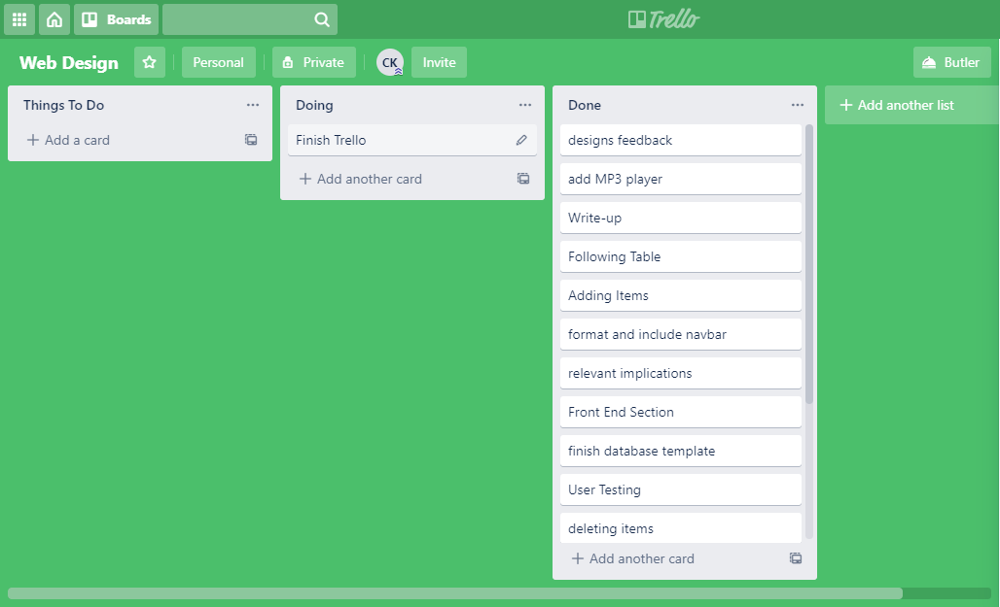 Boards
Trello
Web Design
Personal
Private
CK
Invite
Butler
Things To Do
Add a card
Doing
Finish Trello
Add another card
Done
designs feedback
add MP3 player
Write-up
Following Table
Adding Items
format and include navbar
relevant implications
Front End Section
finish database template
User Testing
deleting items
Add another card
Add another list